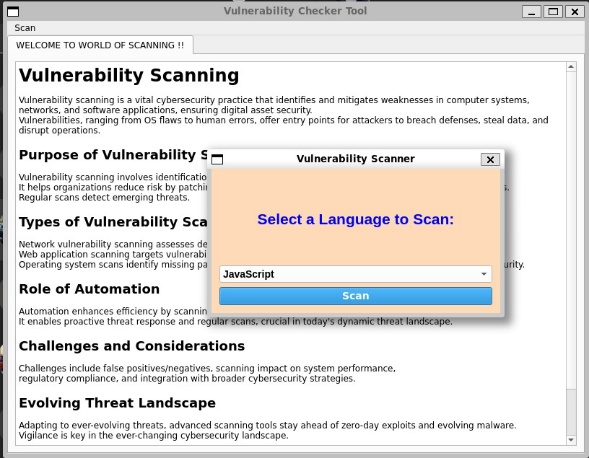 Vulnerability Checker Tool
Scan
WELCOME TO WORLD OF SCANNING !!
Vulnerability Scanning
Vulnerability scanning is a vital cybersecurity practice that identifies and mitigates weaknesses in computer systems,
networks, and software applications, ensuring digital asset security.
Vulnerabilities, ranging from OS flaws to human errors, offer entry points for attackers to breach defenses, steal data, and
disrupt operations.
Purpose of Vulnerability
Vulnerability scanning involves
It helps organizations reduce risk by
Regular scans detect emerging threats.
Types of Vulnerability
Network vulnerability scanning assesses
Web application scanning targets
Operating system scans identify missing
Role of Automation
Automation enhances efficiency by
It enables proactive threat response and regular scans, crucial in today's dynamic threat landscape.
Challenges and Considerations
Challenges include false positives/negatives, scanning impact on system performance,
regulatory compliance, and integration with broader cybersecurity strategies.
Evolving Threat Landscape
Adapting to ever-evolving threats, advanced scanning tools stay ahead of zero-day exploits and evolving malware.
Vigilance is key in the ever-changing cybersecurity landscape.
Vulnerability Scanner
Select a Language to Scan:
JavaScript
Scan